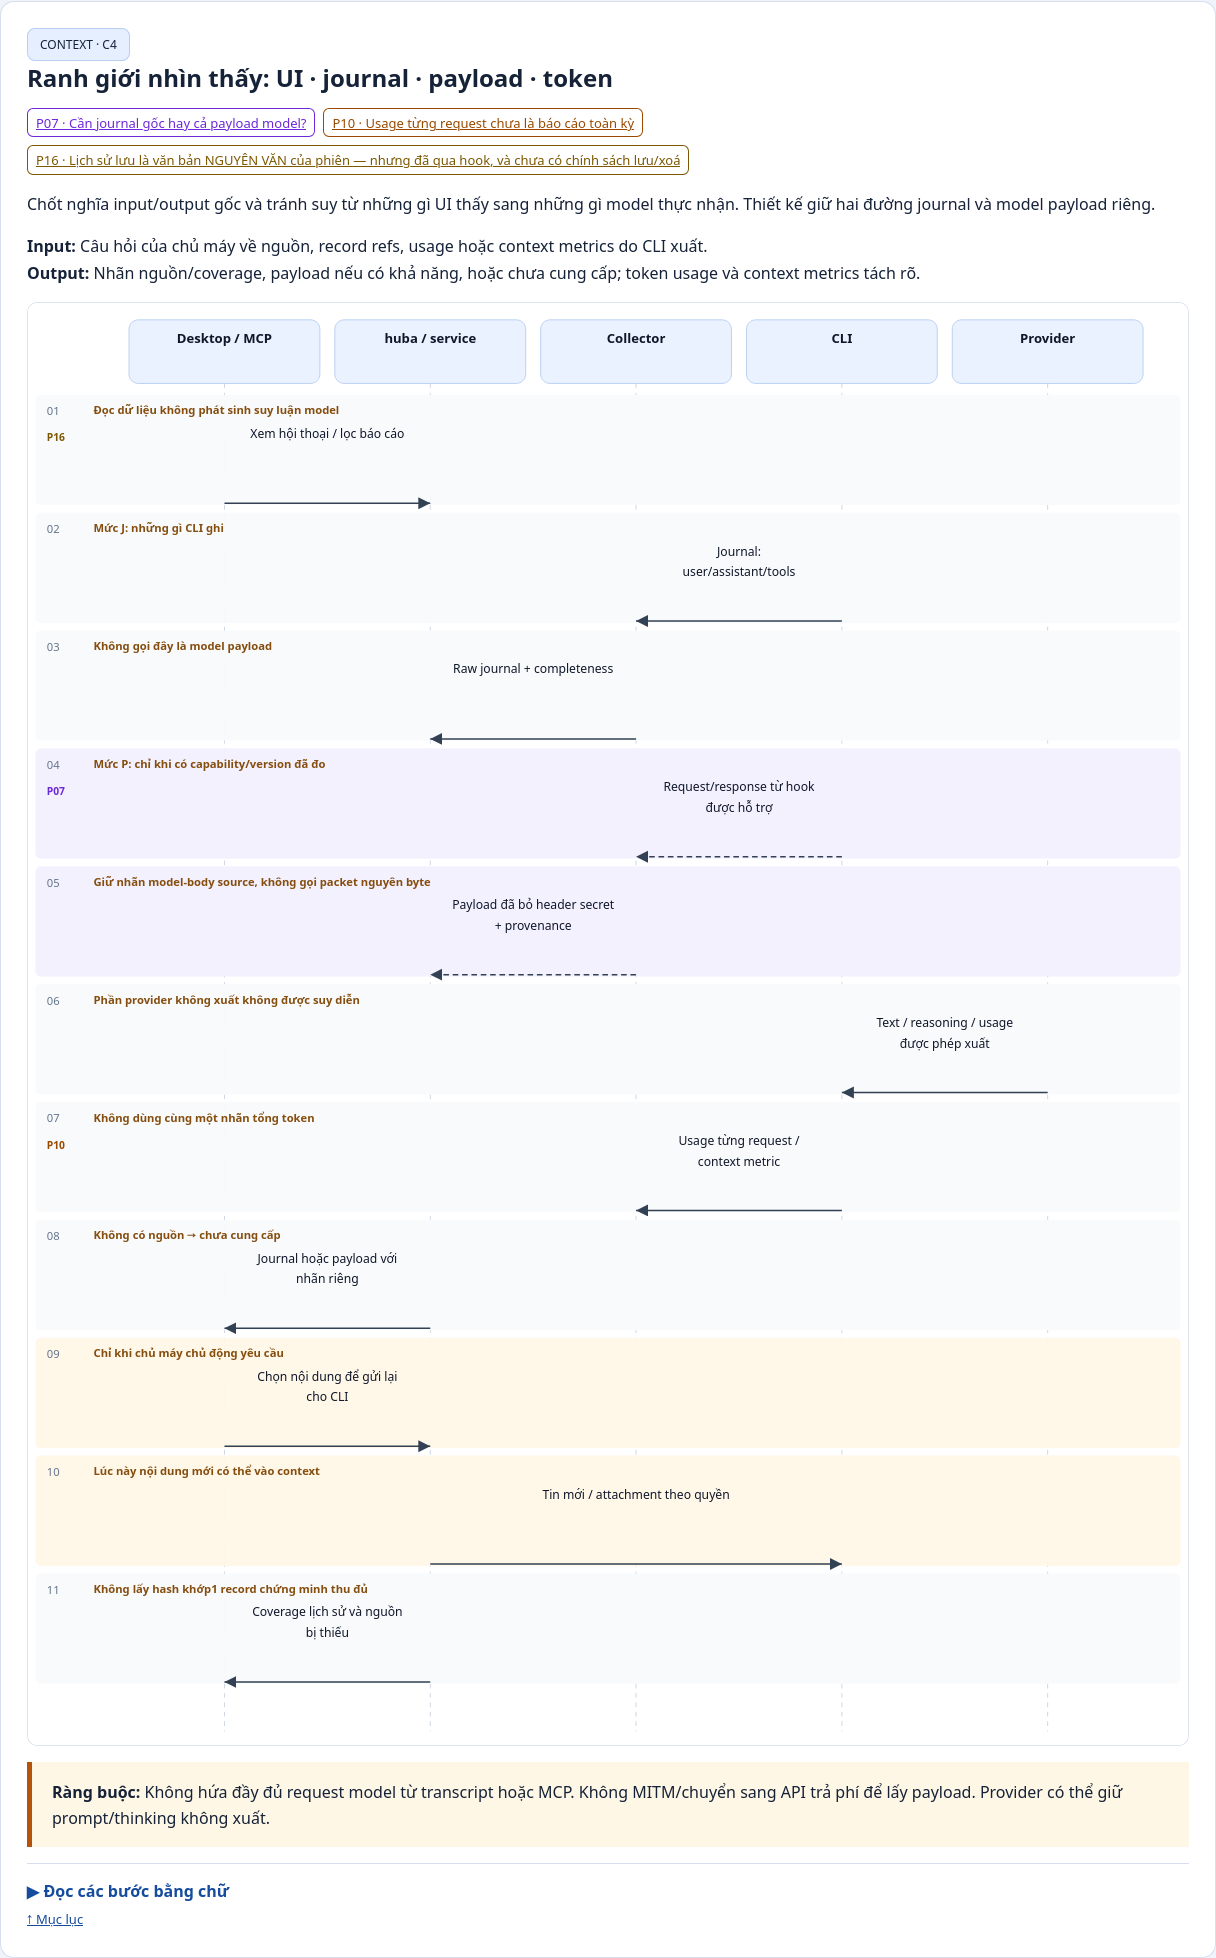 CONTEXT · C4
Ranh giới nhìn thấy: UI · journal · payload · token
P07 · Cần journal gốc hay cả payload model?
P10 · Usage từng request chưa là báo cáo toàn kỳ
P16 · Lịch sử lưu là văn bản NGUYÊN VĂN của phiên — nhưng đã qua hook, và chưa có chính sách lưu/xoá
Chốt nghĩa input/output gốc và tránh suy từ những gì UI thấy sang những gì model thực nhận. Thiết kế giữ hai đường journal và model payload riêng.
Input: Câu hỏi của chủ máy về nguồn, record refs, usage hoặc context metrics do CLI xuất.
Output: Nhãn nguồn/coverage, payload nếu có khả năng, hoặc chưa cung cấp; token usage và context metrics tách rõ.
Desktop / MCP
huba / service
Collector
CLI
Provider
01
Đọc dữ liệu không phát sinh suy luận model
P16
Xem hội thoại / lọc báo cáo
02
Mức J: những gì CLI ghi
Journal:
user/assistant/tools
03
Không gọi đây là model payload
Raw journal + completeness
04
Mức P: chỉ khi có capability/version đã đo
P07
Request/response từ hook
được hỗ trợ
05
Giữ nhãn model-body source, không gọi packet nguyên byte
Payload đã bỏ header secret
+ provenance
06
Phần provider không xuất không được suy diễn
Text / reasoning / usage
được phép xuất
07
Không dùng cùng một nhãn tổng token
P10
Usage từng request /
context metric
08
Không có nguồn → chưa cung cấp
Journal hoặc payload với
nhãn riêng
09
Chỉ khi chủ máy chủ động yêu cầu
Chọn nội dung để gửi lại
cho CLI
10
Lúc này nội dung mới có thể vào context
Tin mới / attachment theo quyền
11
Không lấy hash khớp1 record chứng minh thu đủ
Coverage lịch sử và nguồn
bị thiếu
Ràng buộc: Không hứa đầy đủ request model từ transcript hoặc MCP. Không MITM/chuyển sang API trả phí để lấy payload. Provider có thể giữ
prompt/thinking không xuất.
▶ Đọc các bước bằng chữ
↑ Mục lục